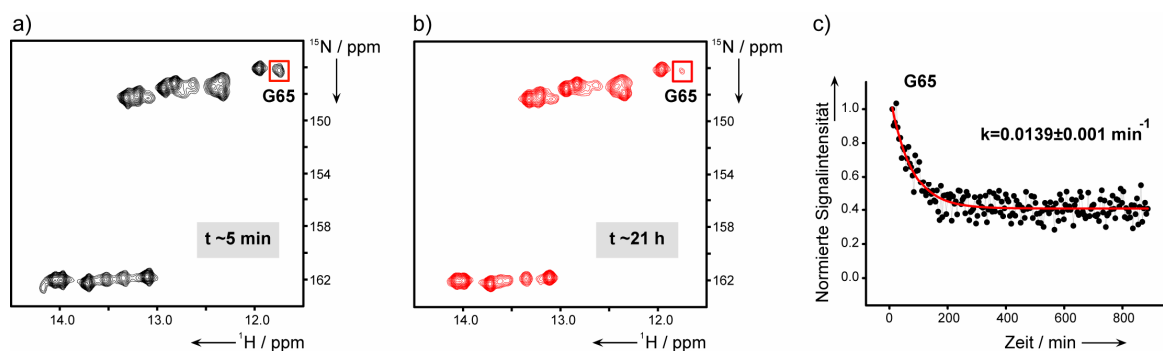 a)
15N / ppm
G65
150
154
158
162
t ~5 min
14.0 13.0 12.0
1H / ppm
b)
15N / ppm
G65
150
154
158
162
t ~21 h
14.0 13.0 12.0
1H / ppm
c)
Normierte Signalintensität
G65
k=0.0139±0.001 min-1
1.0
0.8
0.6
0.4
0.2
0.0
0 200 400 600 800
Zeit / min